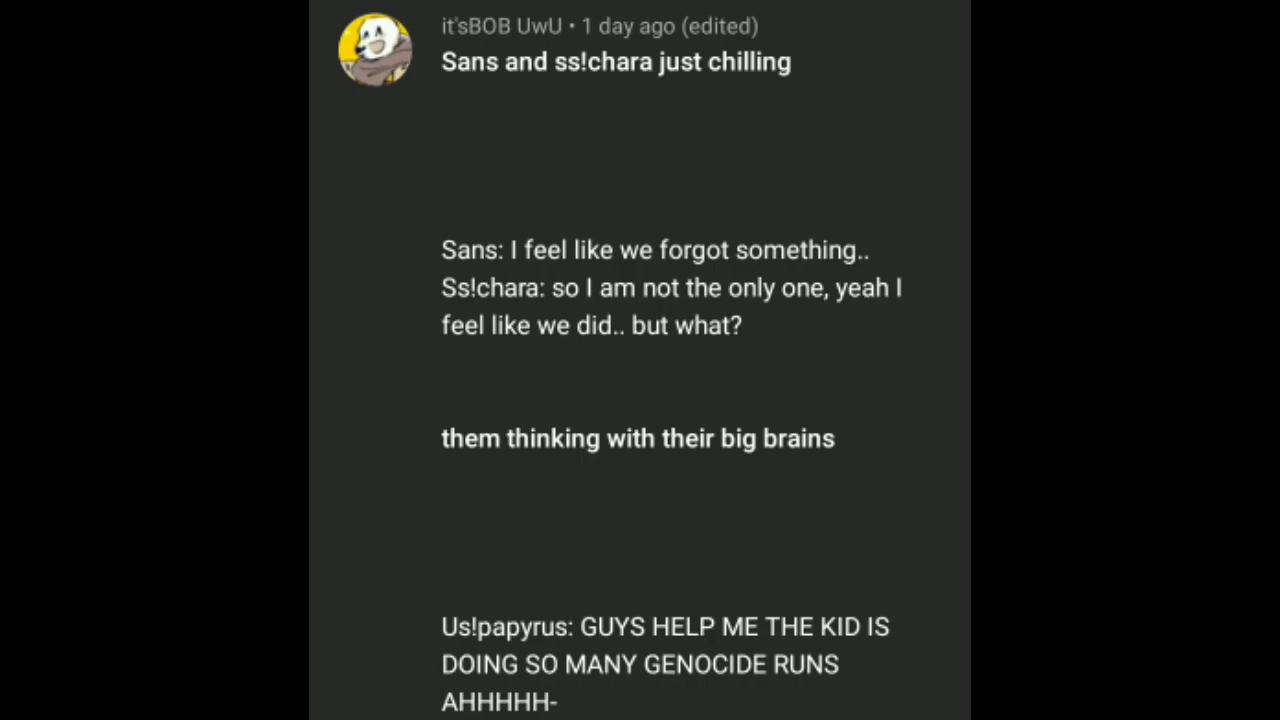 it'sBOB UwU • 1 day ago (edited)
Sans and ss!chara just chilling
Sans: I feel like we forgot something..
Ss!chara: so I am not the only one, yeah I
feel like we did.. but what?
them thinking with their big brains
Us!papyrus: GUYS HELP ME THE KID IS
DOING SO MANY GENOCIDE RUNS
AHHHHH-